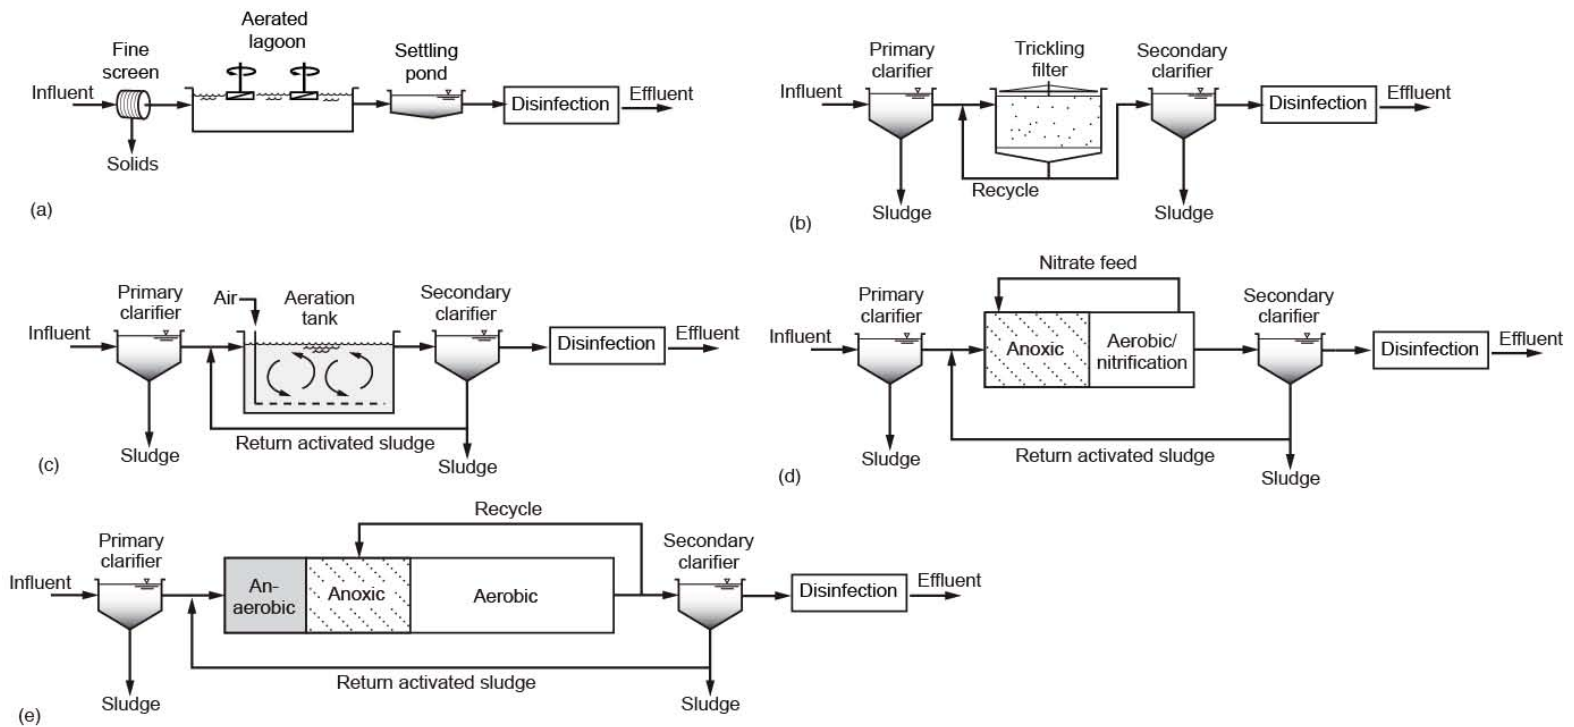 Aerated
lagoon
Fine
screen
Settling
pond
Influent
Disinfection
Effluent
Solids
(a)
Primary
clarifier
Trickling
filter
Secondary
clarifier
Influent
Disinfection
Effluent
Recycle
Sludge
Sludge
(b)
Primary
clarifier
Air
Aeration
tank
Secondary
clarifier
Influent
Disinfection
Effluent
Return activated sludge
Sludge
Sludge
(c)
Nitrate feed
Primary
clarifier
Secondary
clarifier
Influent
Anoxic
Aerobic/
nitrification
Disinfection
Effluent
Return activated sludge
Sludge
Sludge
(d)
Recycle
Primary
clarifier
Secondary
clarifier
Influent
An-
aerobic
Anoxic
Aerobic
Disinfection
Effluent
Return activated sludge
Sludge
Sludge
(e)